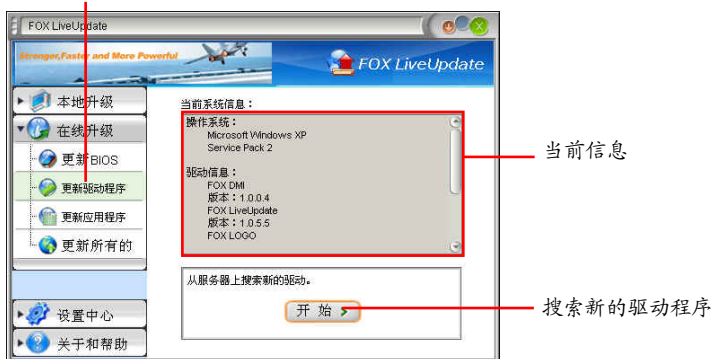 FOX LiveUpdate
Stronger,Faster and More Powerful
FOX LiveUpdate
本地升级
在线升级
更新BIOS
更新驱动程序
更新应用程序
更新所有的
设置中心
关于和帮助
当前系统信息：
操作系统：
Microsoft Windows XP
Service Pack 2
驱动信息：
FOX DMI
版本：1.0.0.4
FOX LiveUpdate
版本：1.0.5.5
FOX LOGO
从服务器上搜索新的驱动。
开 始
当前信息
搜索新的驱动程序